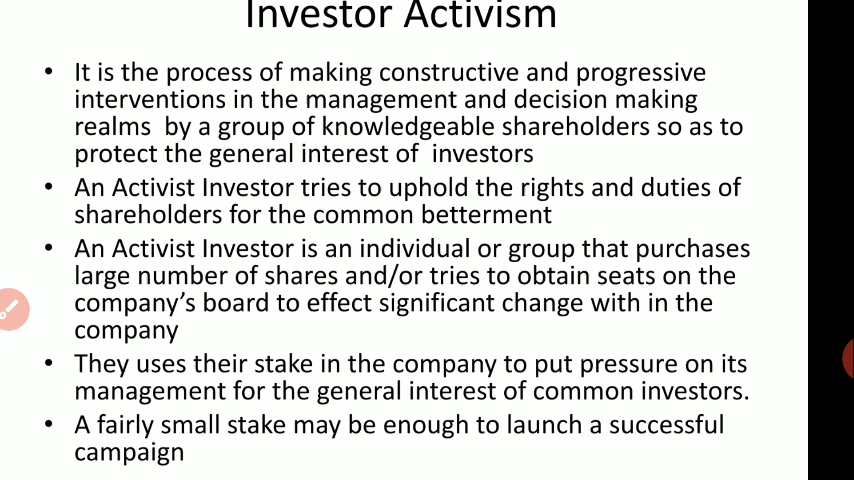 Investor Activism
• It is the process of making constructive and progressive
interventions in the management and decision making
realms  by a group of knowledgeable shareholders so as to
protect the general interest of  investors
• An Activist Investor tries to uphold the rights and duties of
shareholders for the common betterment
• An Activist Investor is an individual or group that purchases
large number of shares and/or tries to obtain seats on the
company’s board to effect significant change with in the
company
• They uses their stake in the company to put pressure on its
management for the general interest of common investors.
• A fairly small stake may be enough to launch a successful
campaign